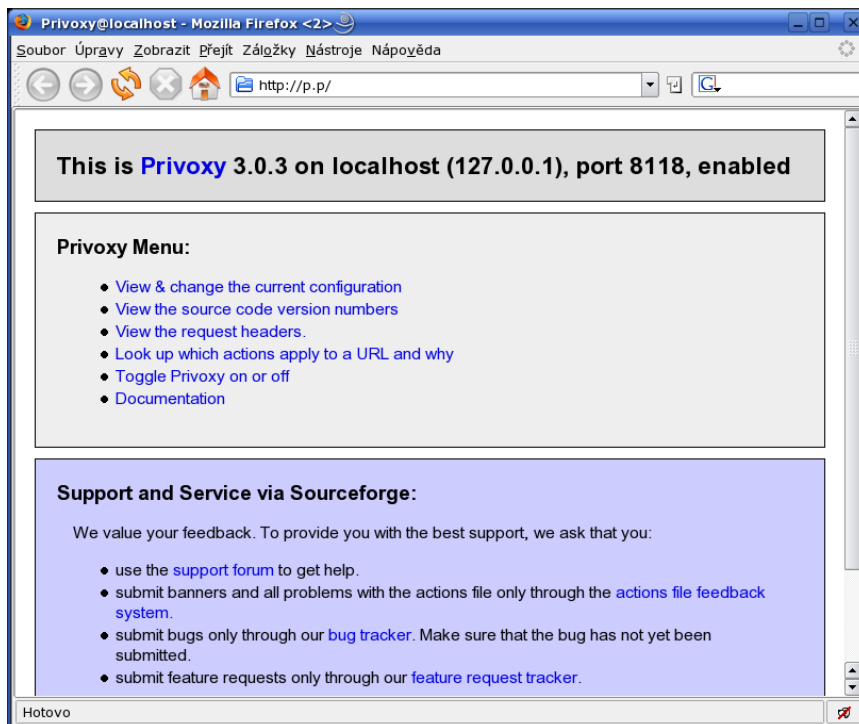 Privoxy@localhost - Mozilla Firefox <2>
Soubor Úpravy Zobrazit Přejít Záložky Nástroje Nápověda
http://p.p/
G
This is Privoxy 3.0.3 on localhost (127.0.0.1), port 8118, enabled
Privoxy Menu:
View & change the current configuration
View the source code version numbers
View the request headers.
Look up which actions apply to a URL and why
Toggle Privoxy on or off
Documentation
Support and Service via Sourceforge:
We value your feedback. To provide you with the best support, we ask that you:
use the support forum to get help.
submit banners and all problems with the actions file only through the actions file feedback
system.
submit bugs only through our bug tracker. Make sure that the bug has not yet been
submitted.
submit feature requests only through our feature request tracker.
Hotovo